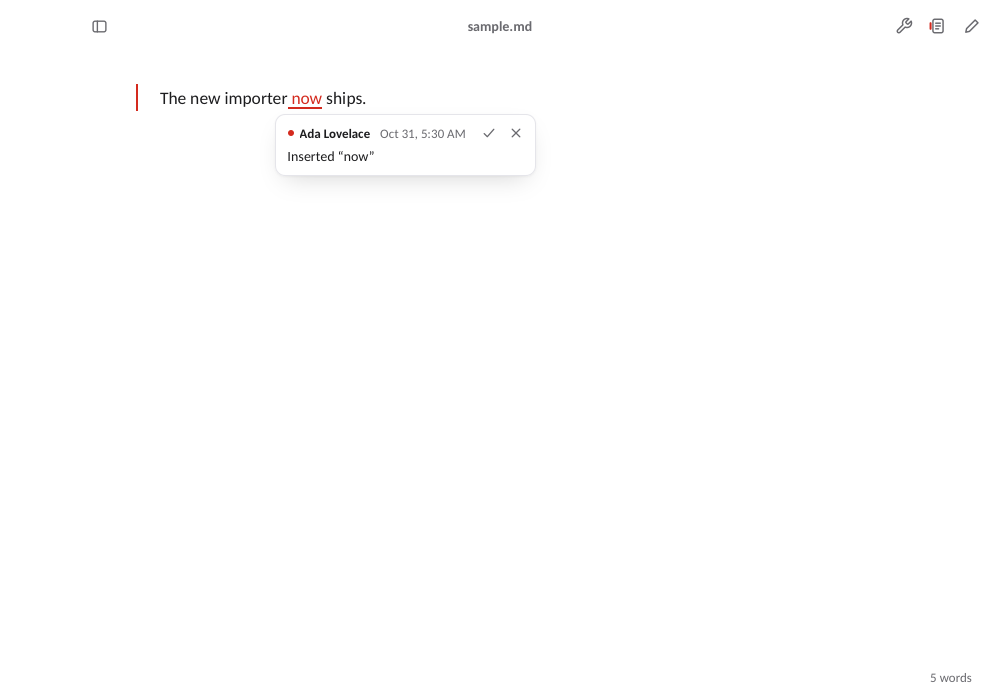 sample.md
The new importer now ships.
Ada Lovelace Oct 31, 5:30 AM
Inserted “now”
5 words